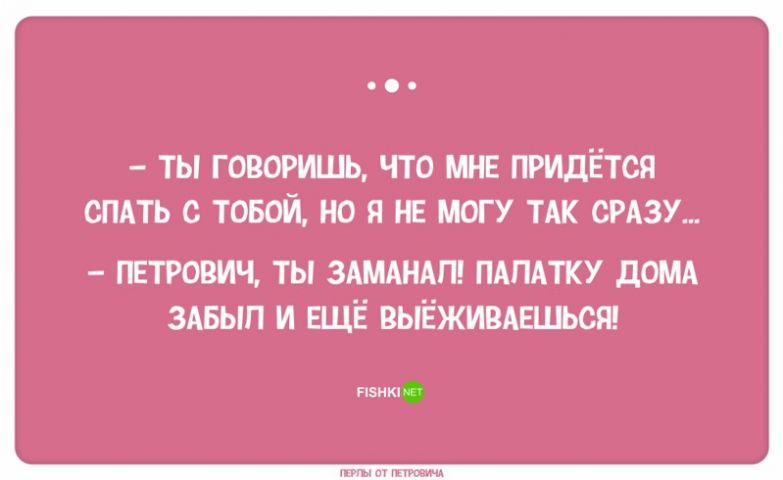 – ТЫ ГОВОРИШЬ, ЧТО МНЕ ПРИДЁТСЯ
СПАТЬ С ТОБОЙ, НО Я НЕ МОГУ ТАК СРАЗУ...
– ПЕТРОВИЧ, ТЫ ЗАМАНАЛ! ПАЛАТКУ ДОМА
ЗАБЫЛ И ЕЩЁ ВЫЁЖИВАЕШЬСЯ!
FISHKI NET
ПЕРЛЫ ОТ ПЕТРОВИЧА